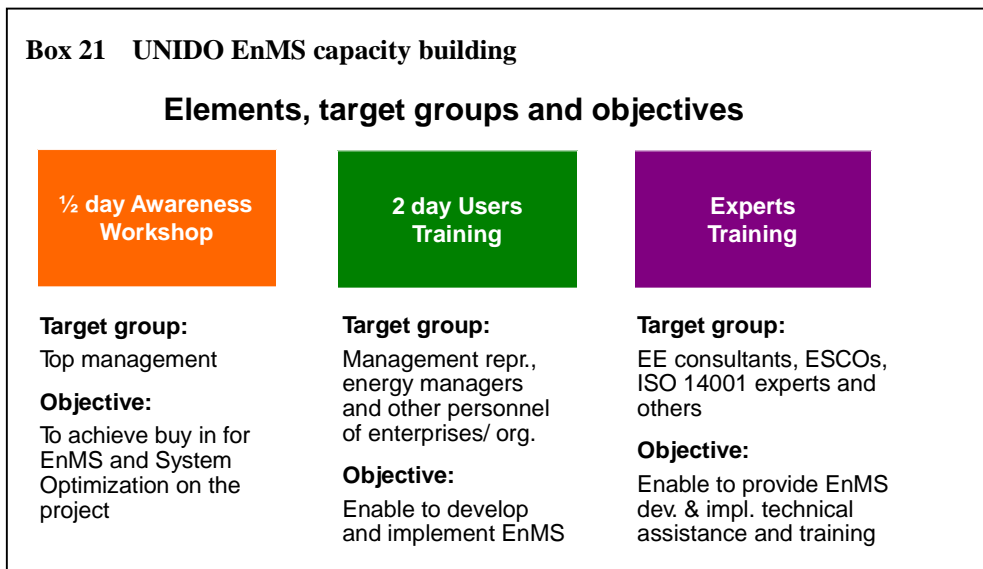 Box 21 UNIDO EnMS capacity building
Elements, target groups and objectives
½ day Awareness
Workshop
Target group:
Top management
Objective:
To achieve buy in for
EnMS and System
Optimization on the
project
2 day Users
Training
Target group:
Management repr.,
energy managers
and other personnel
of enterprises/ org.
Objective:
Enable to develop
and implement EnMS
Experts
Training
Target group:
EE consultants, ESCOs,
ISO 14001 experts and
others
Objective:
Enable to provide EnMS
dev. & impl. technical
assistance and training